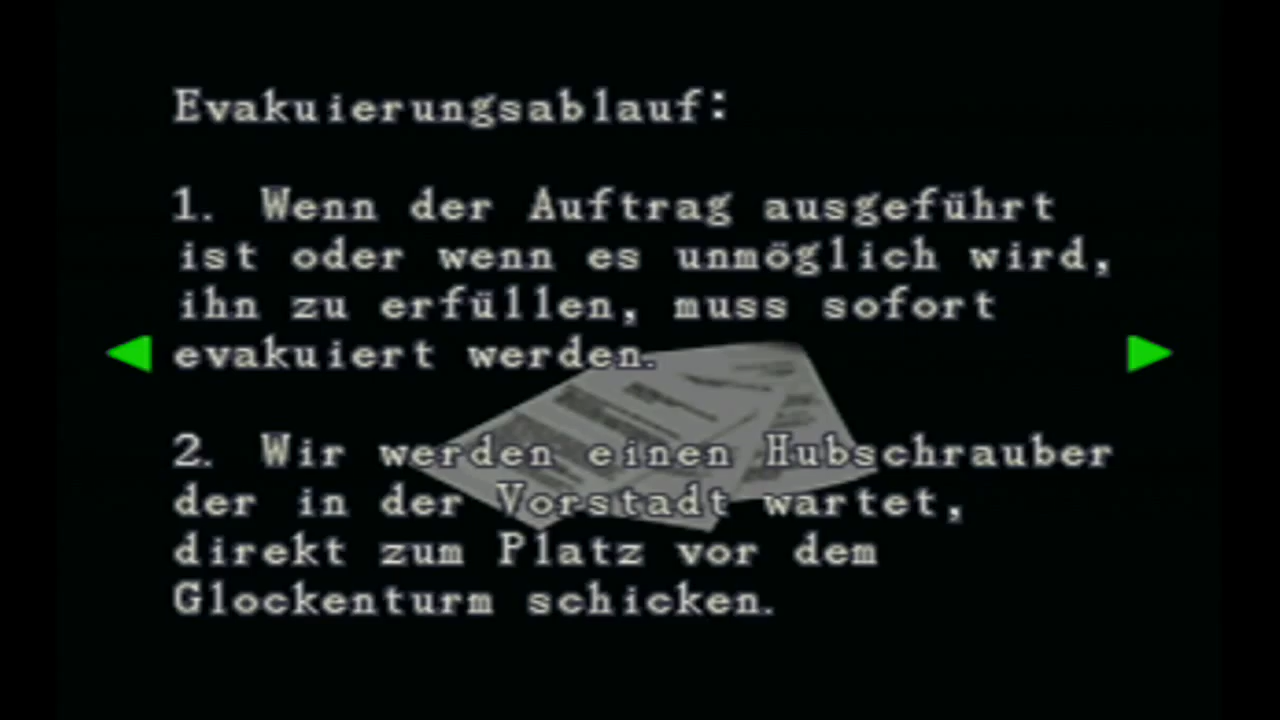 Evakuierungsablauf:
1. Wenn der Auftrag ausgeführt
ist oder wenn es unmöglich wird,
ihn zu erfüllen, muss sofort
evakuiert werden.
2. Wir werden einen Hubschrauber
der in der Vorstadt wartet,
direkt zum Platz vor dem
Glockenturm schicken.